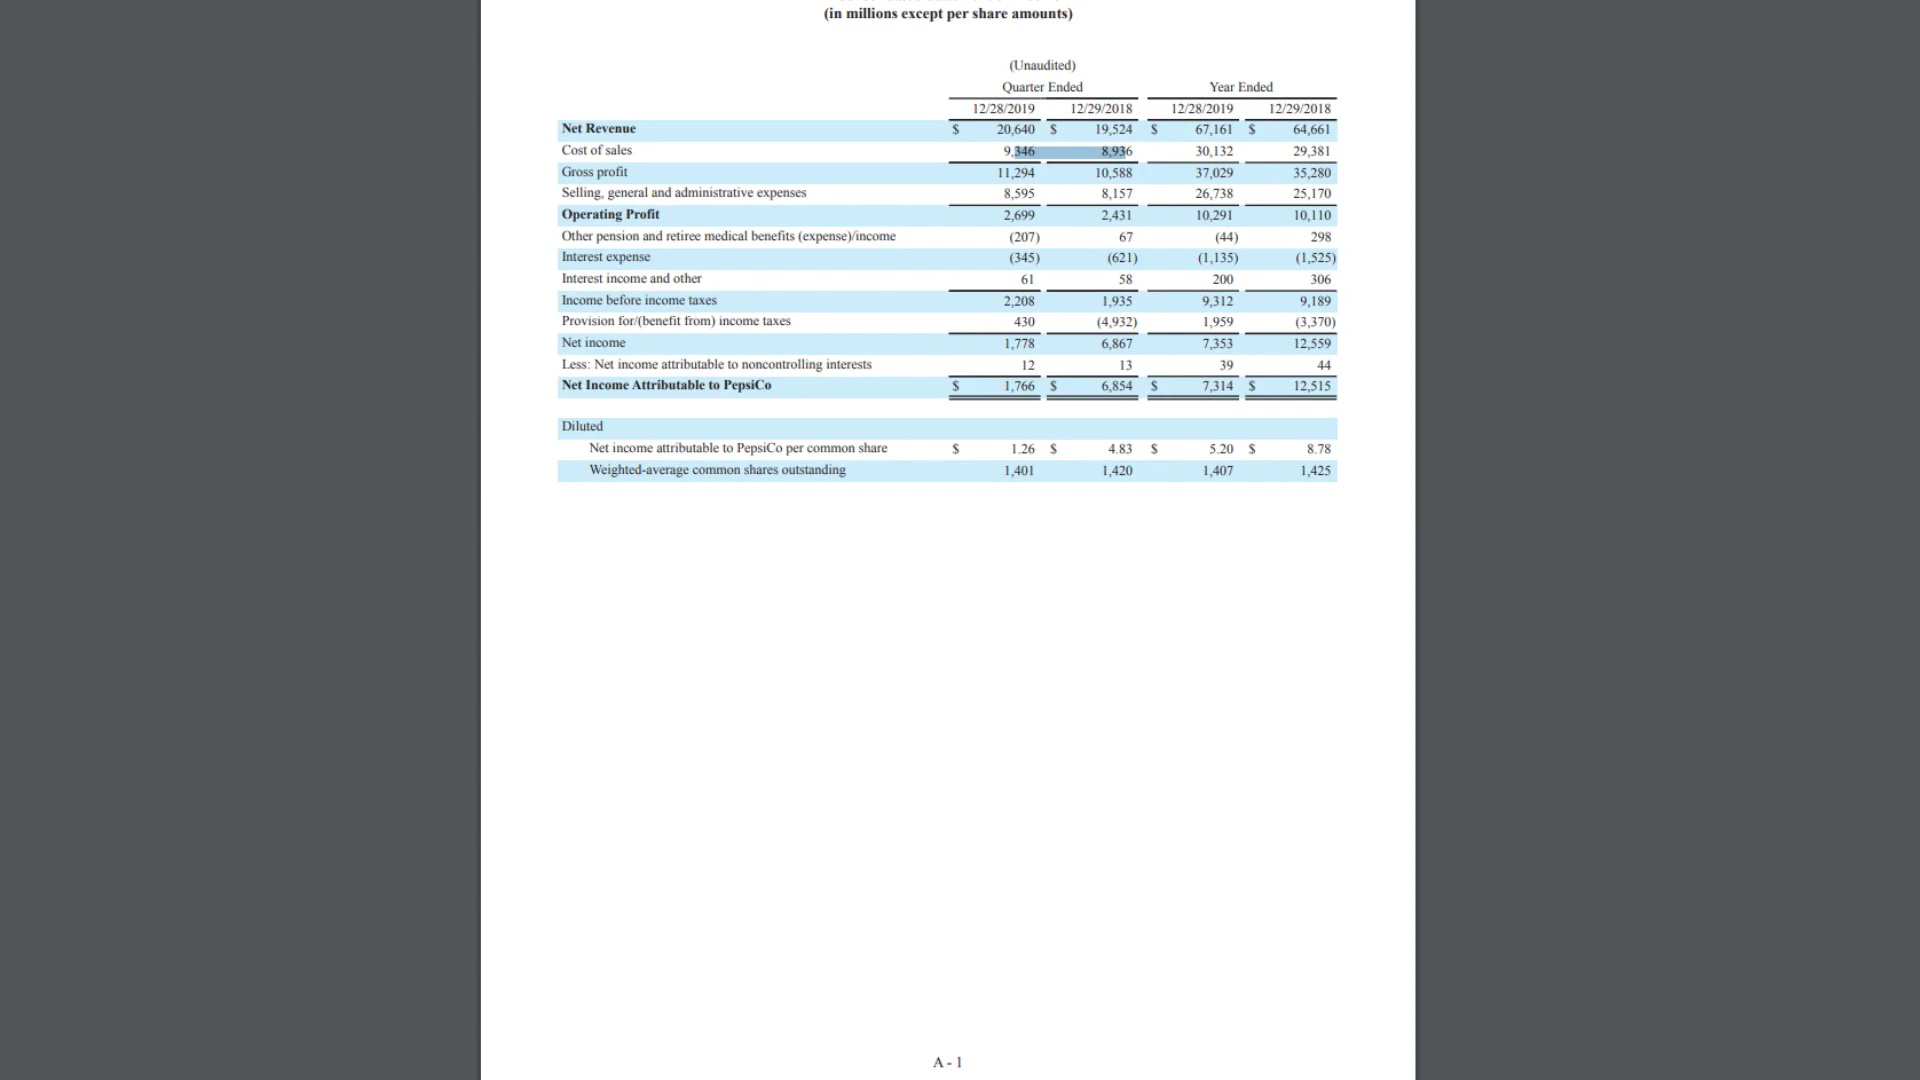 (in millions except per share amounts)
(Unaudited)
Quarter Ended Year Ended
12/28/2019 12/29/2018 12/28/2019 12/29/2018
Net Revenue $ 20,640 $ 19,524 $ 67,161 $ 64,661
Cost of sales 9,346 8,936 30,132 29,381
Gross profit 11,294 10,588 37,029 35,280
Selling, general and administrative expenses 8,595 8,157 26,738 25,170
Operating Profit 2,699 2,431 10,291 10,110
Other pension and retiree medical benefits (expense)/income (207) 67 (44) 298
Interest expense (345) (621) (1,135) (1,525)
Interest income and other 61 58 200 306
Income before income taxes 2,208 1,935 9,312 9,189
Provision for/(benefit from) income taxes 430 (4,932) 1,959 (3,370)
Net income 1,778 6,867 7,353 12,559
Less: Net income attributable to noncontrolling interests 12 13 39 44
Net Income Attributable to PepsiCo $ 1,766 $ 6,854 $ 7,314 $ 12,515
Diluted
Net income attributable to PepsiCo per common share $ 1.26 $ 4.83 $ 5.20 $ 8.78
Weighted-average common shares outstanding 1,401 1,420 1,407 1,425
A - 1